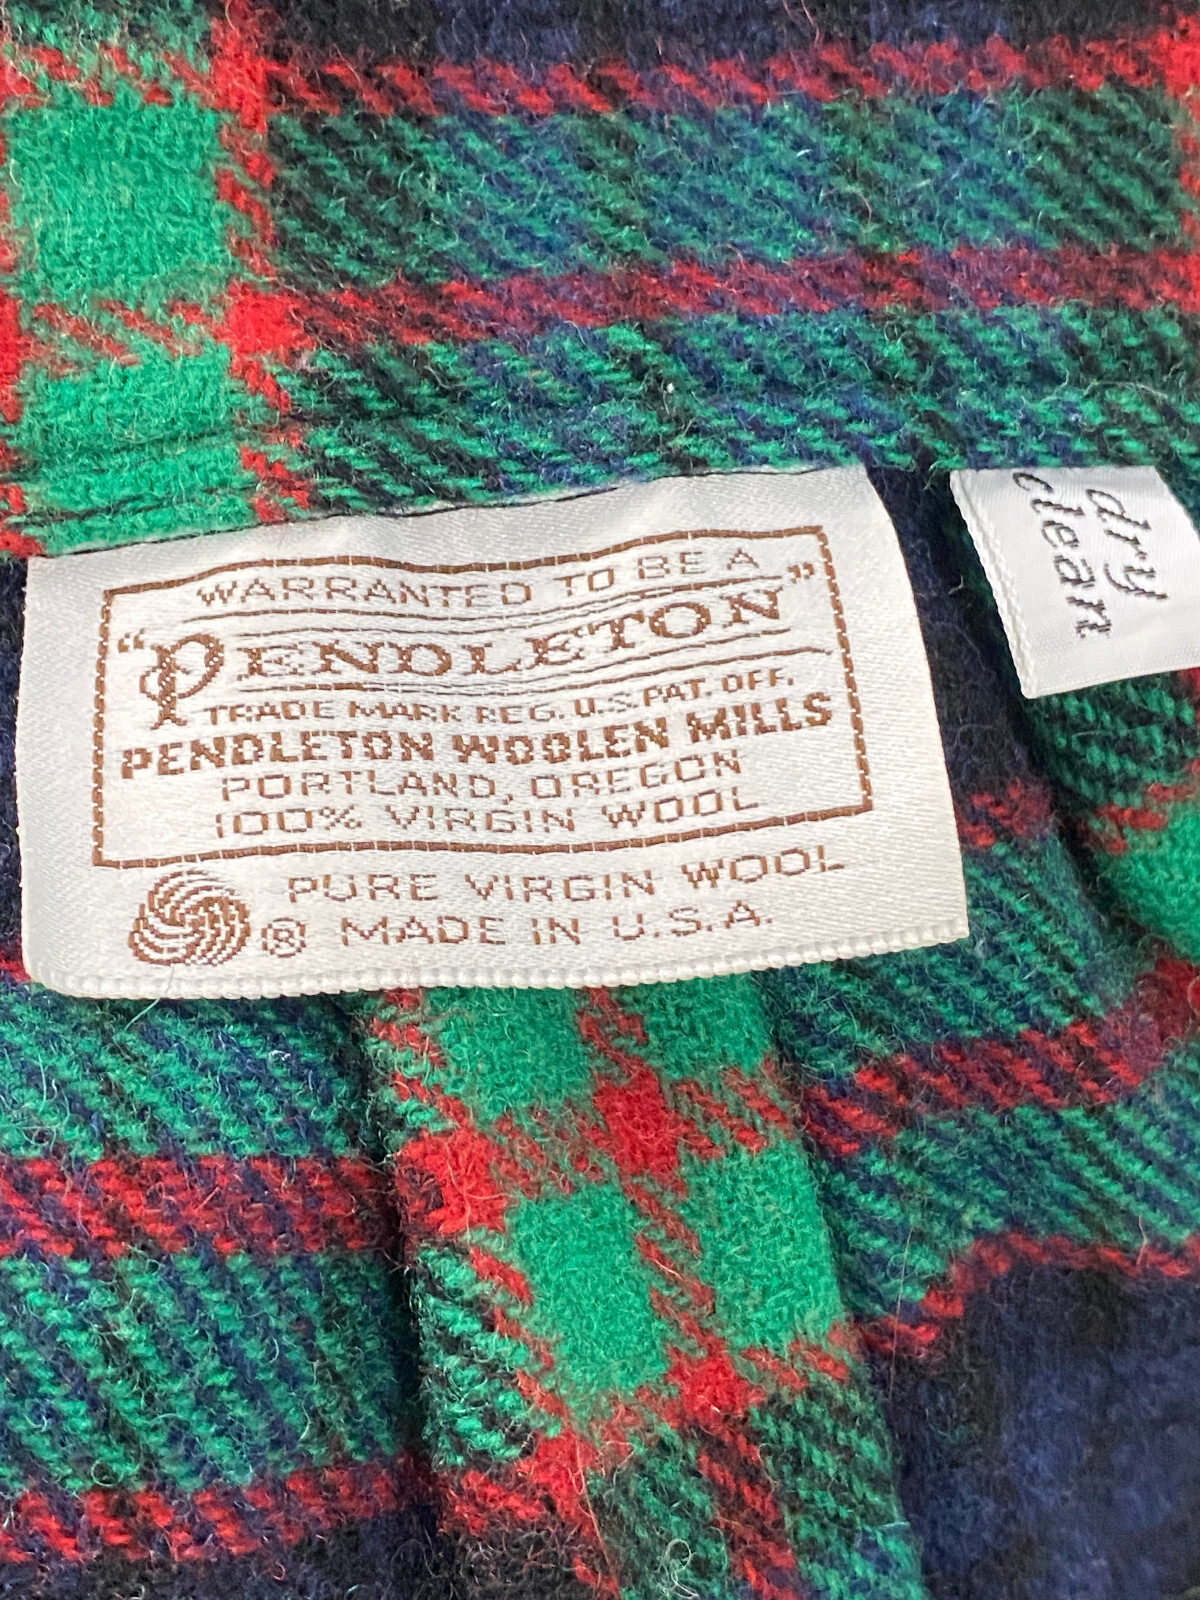 WARRANTED TO BE A
"PENDLETON"
TRADE MARK REG. U.S. PAT. OFF.
PENDLETON WOOLEN MILLS
PORTLAND, OREGON
100% VIRGIN WOOL
PURE VIRGIN WOOL
® MADE IN U.S.A.
dry
clean